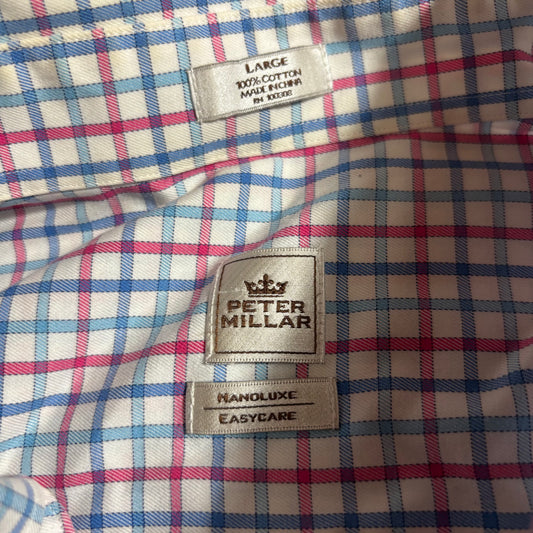 LARGE
100% COTTON
MADE IN CHINA
RN 100308
PETER
MILLAR
NANOLUXE
EASYCARE